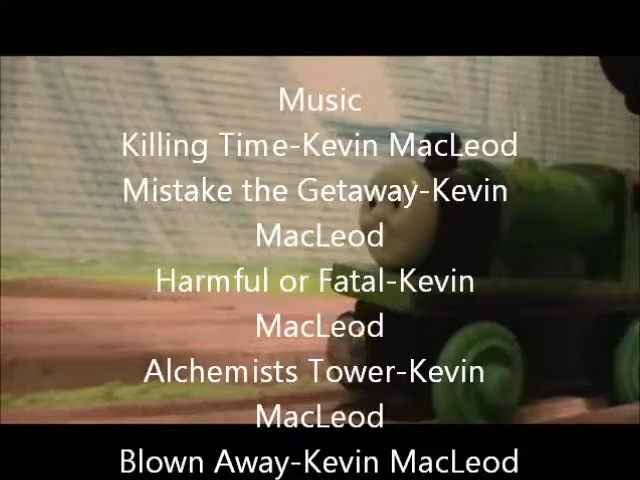 Music
Killing Time-Kevin MacLeod
Mistake the Getaway-Kevin
MacLeod
Harmful or Fatal-Kevin
MacLeod
Alchemists Tower-Kevin
MacLeod
Blown Away-Kevin MacLeod